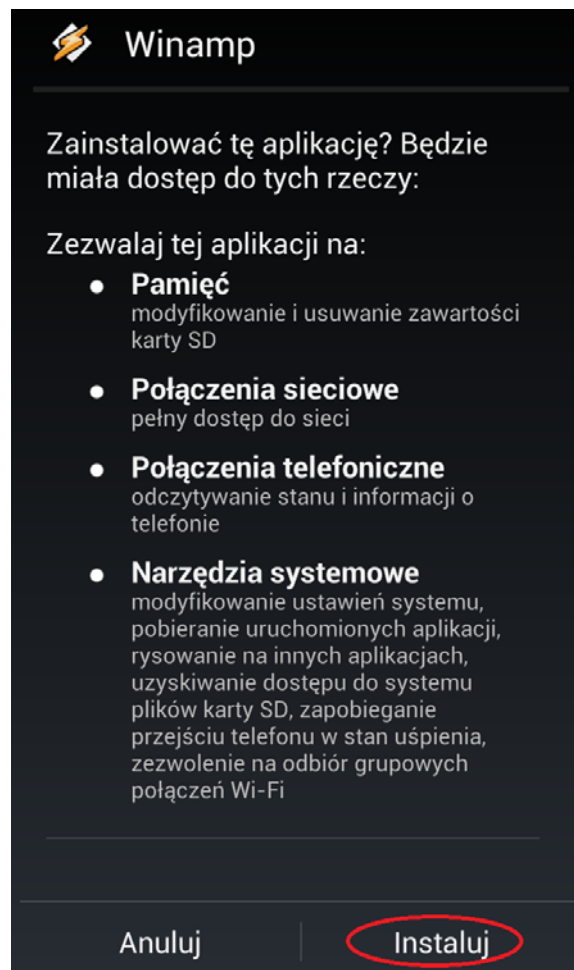 Winamp
Zainstalować tę aplikację? Będzie
miała dostęp do tych rzeczy:
Zezwalaj tej aplikacji na:
● Pamięć
modyfikowanie i usuwanie zawartości
karty SD
● Połączenia sieciowe
pełny dostęp do sieci
● Połączenia telefoniczne
odczytywanie stanu i informacji o
telefonie
● Narzędzia systemowe
modyfikowanie ustawień systemu,
pobieranie uruchomionych aplikacji,
rysowanie na innych aplikacjach,
uzyskiwanie dostępu do systemu
plików karty SD, zapobieganie
przejściu telefonu w stan uśpienia,
zezwolenie na odbiór grupowych
połączeń Wi-Fi
Anuluj Instaluj